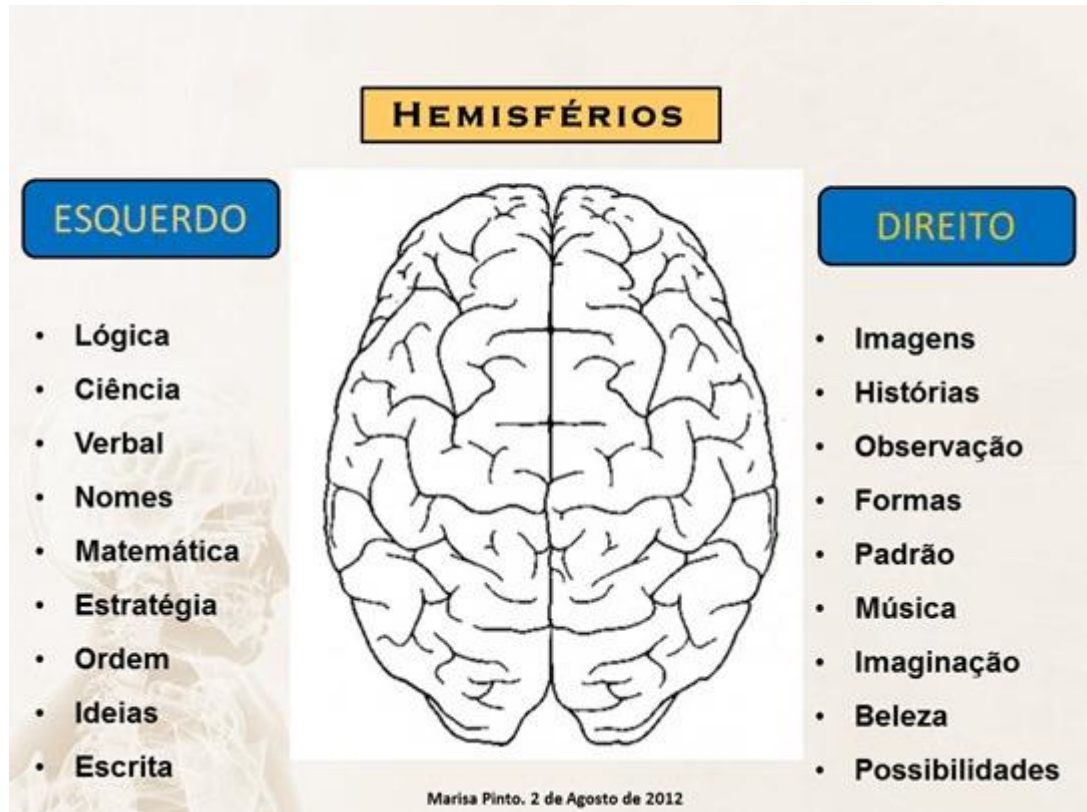 HEMISFÉRIOS
ESQUERDO
• Lógica
• Ciência
• Verbal
• Nomes
• Matemática
• Estratégia
• Ordem
• Ideias
• Escrita
DIREITO
• Imagens
• Histórias
• Observação
• Formas
• Padrão
• Música
• Imaginação
• Beleza
• Possibilidades
Marisa Pinto. 2 de Agosto de 2012